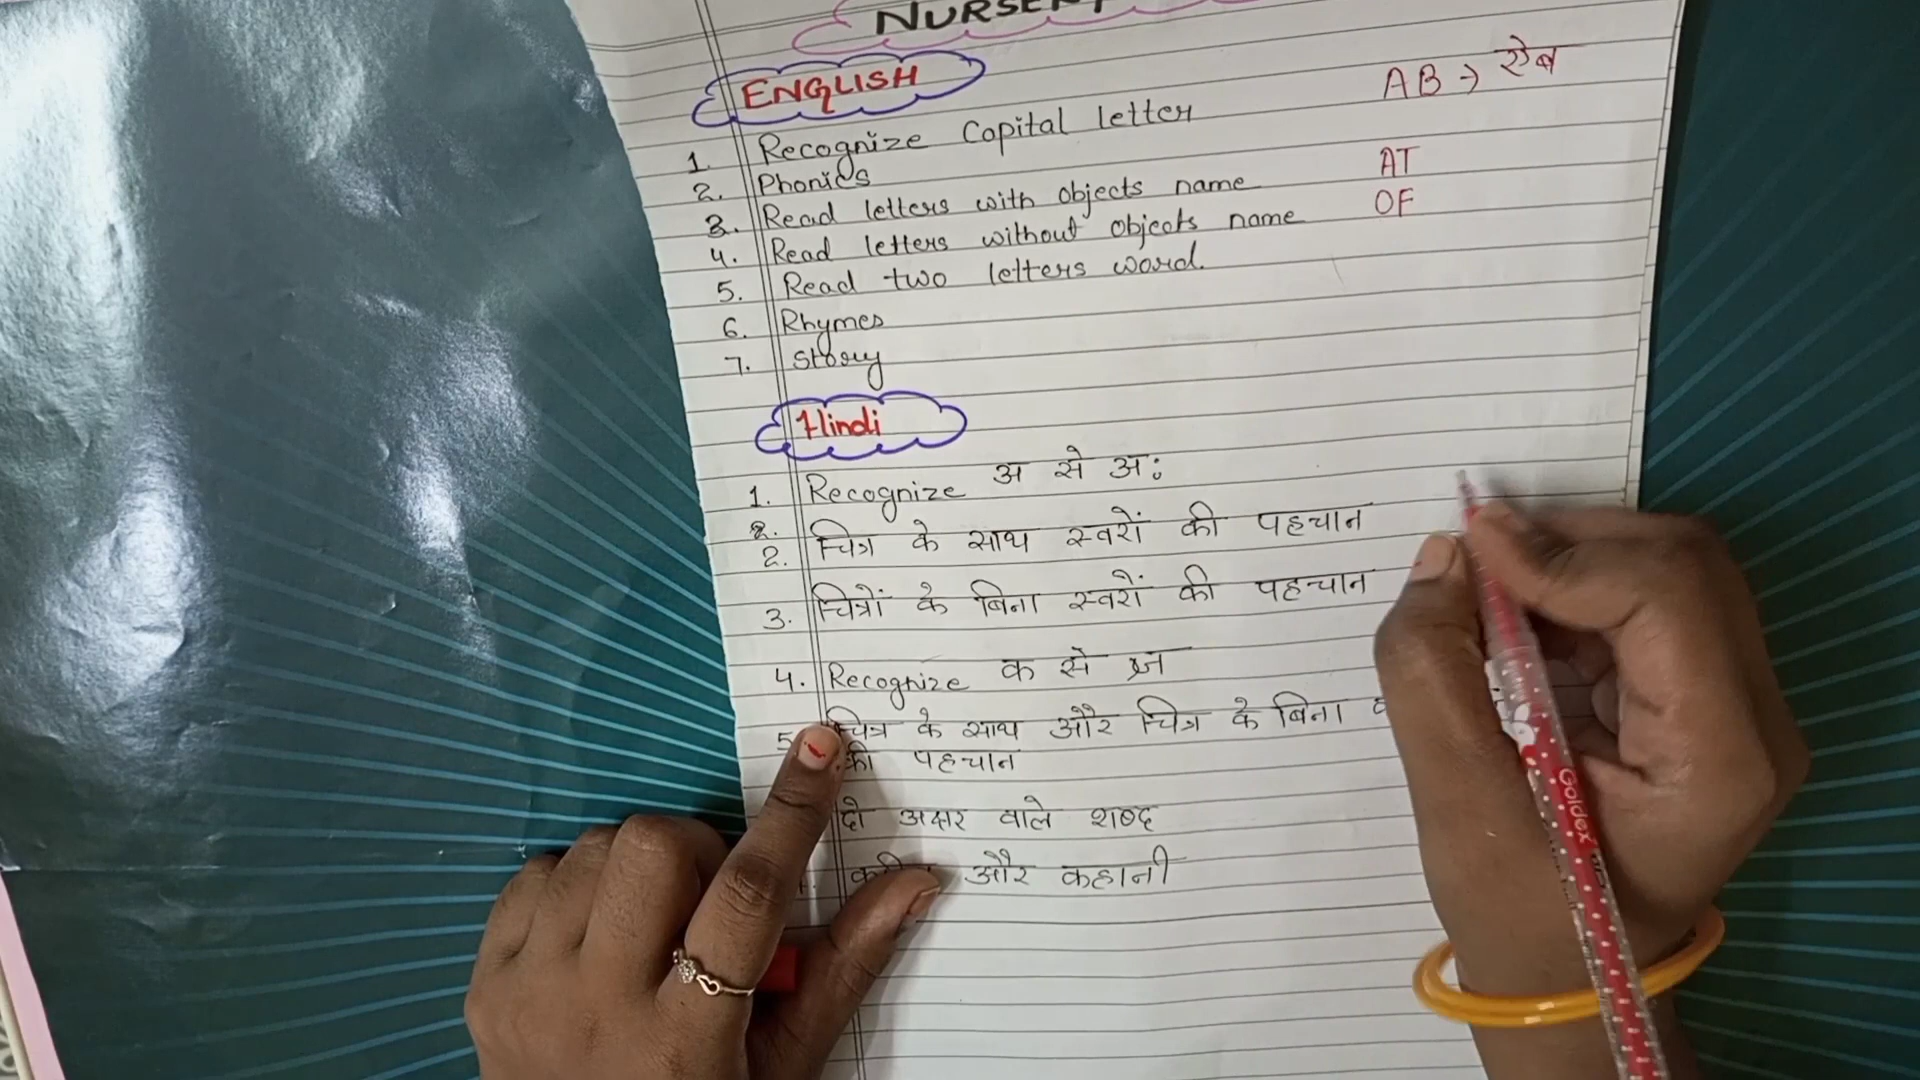 NURSERY
ENGLISH
AB → ऐब
1. Recognize Capital letter
2. Phonics
3. Read letters with objects name AT
4. Read letters without objects name OF
5. Read two letters word.
6. Rhymes
7. Story
Hindi
1. Recognize अ से अः
2. चित्र के साथ स्वरों की पहचान
3. चित्रों के बिना स्वरों की पहचान
4. Recognize क से ज्ञ
5. चित्र के साथ और चित्र के बिना
की पहचान
दो अक्षर वाले शब्द
और कहानी
Goldex